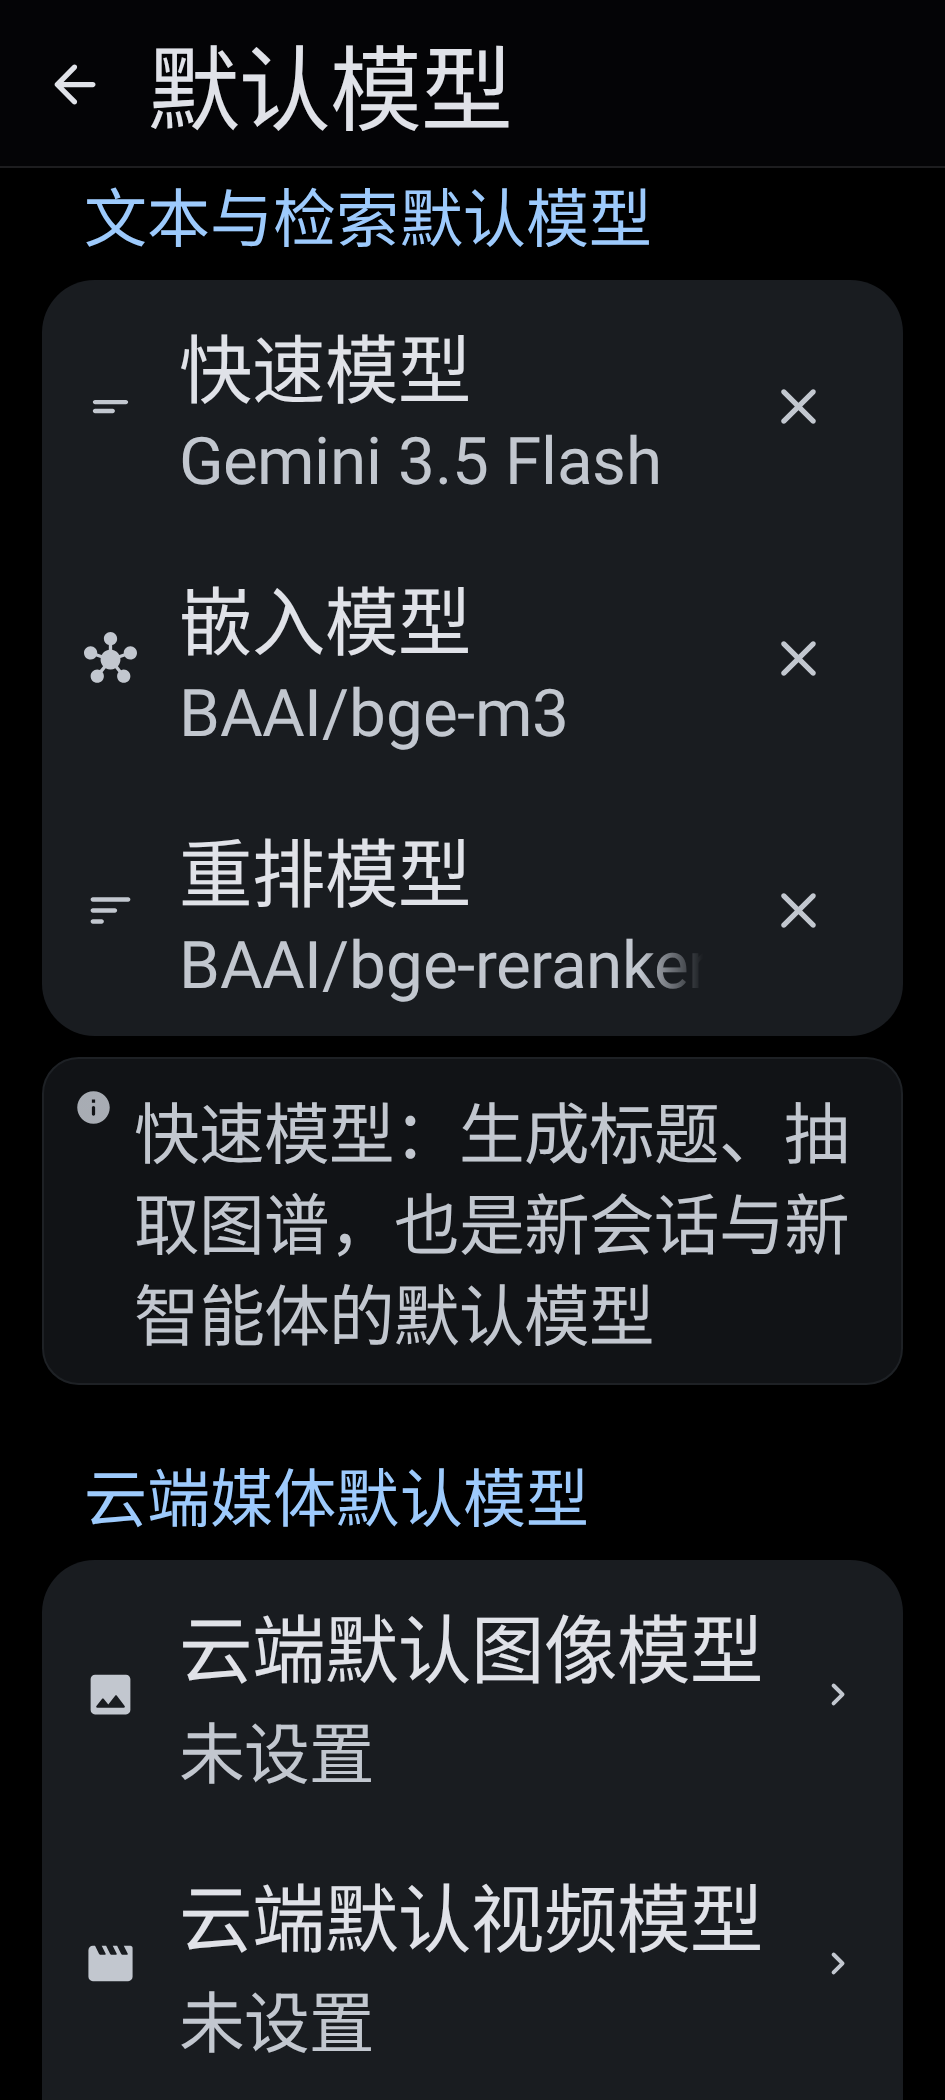 默认模型
文本与检索默认模型
快速模型
Gemini 3.5 Flash
嵌入模型
BAAI/bge-m3
重排模型
BAAI/bge-reranker
快速模型：生成标题、抽
取图谱，也是新会话与新
智能体的默认模型
云端媒体默认模型
云端默认图像模型
未设置
云端默认视频模型
未设置